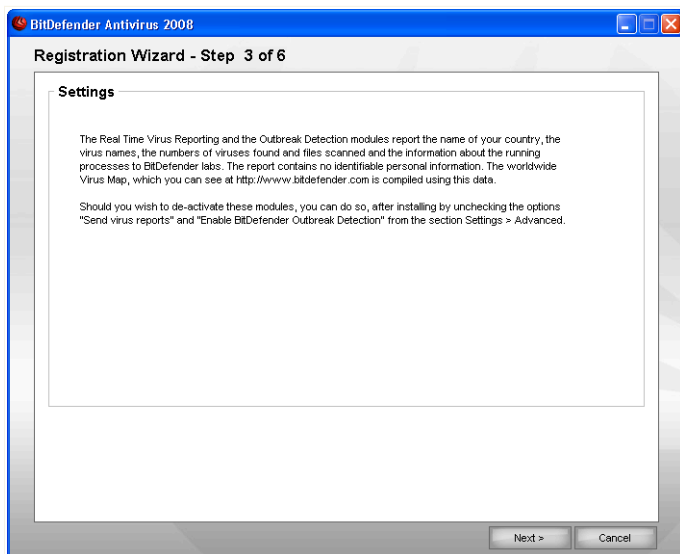 BitDefender Antivirus 2008
Registration Wizard - Step 3 of 6
Settings
The Real Time Virus Reporting and the Outbreak Detection modules report the name of your country, the
virus names, the numbers of viruses found and files scanned and the information about the running
processes to BitDefender labs. The report contains no identifiable personal information. The worldwide
Virus Map, which you can see at http://www.bitdefender.com is compiled using this data.
Should you wish to de-activate these modules, you can do so, after installing by unchecking the options
"Send virus reports" and "Enable BitDefender Outbreak Detection" from the section Settings > Advanced.
Next >
Cancel